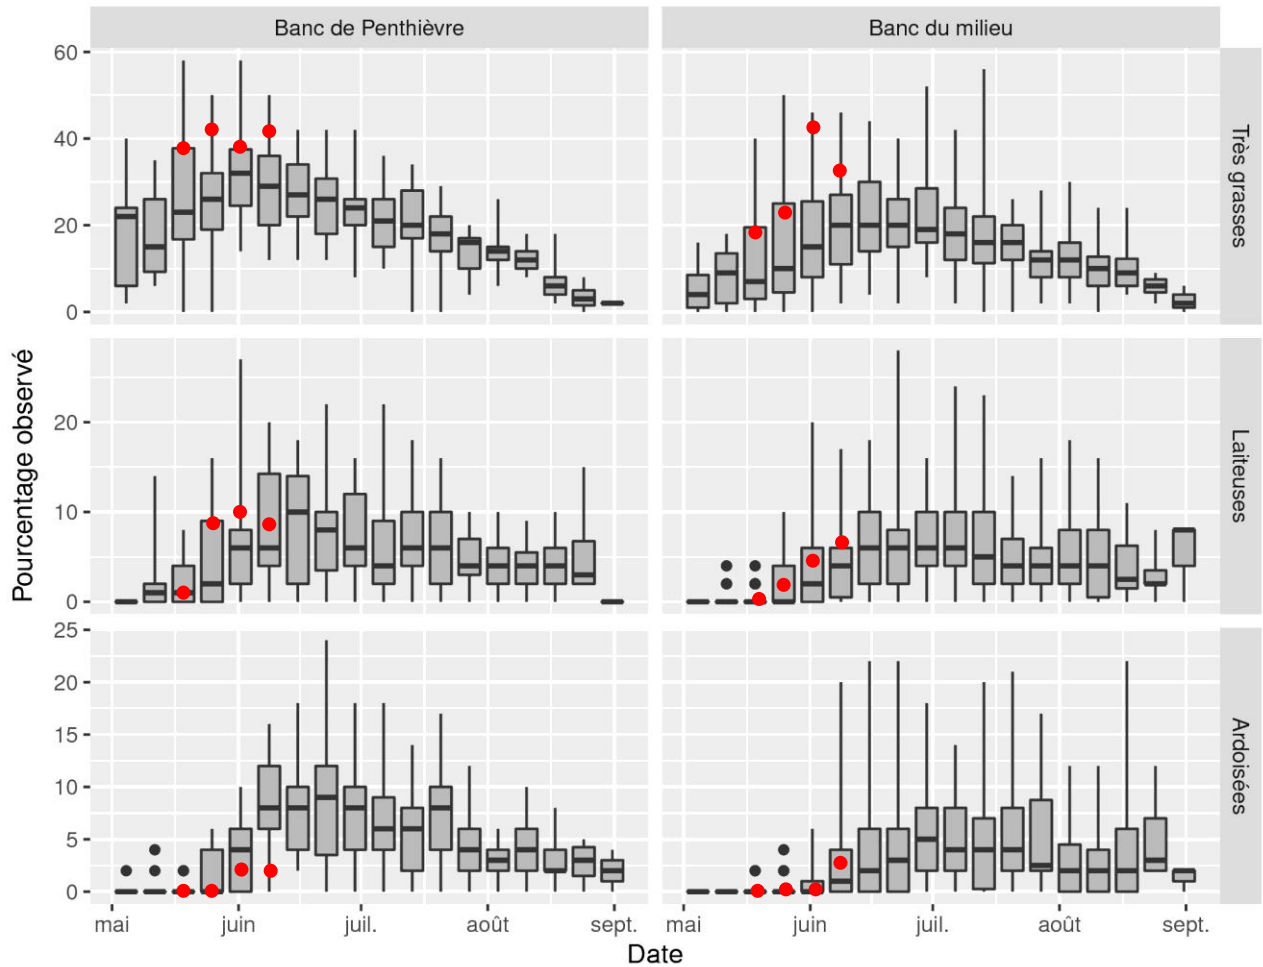 Banc de Penthièvre
Banc du milieu
60
40
20
0
Très grasses
20
10
0
Laiteuses
25
20
15
10
5
0
Ardoisées
mai
juin
juil.
août
sept.
mai
juin
juil.
août
sept.
Date
Pourcentage observé